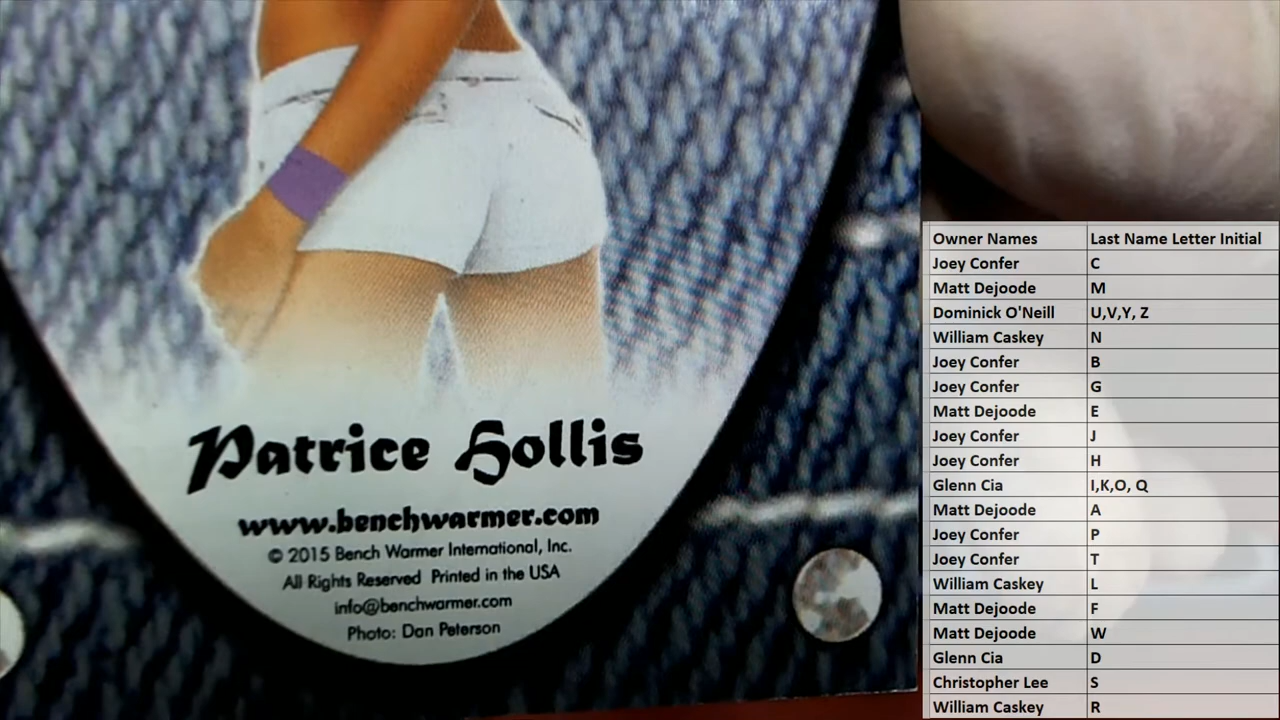 Patrice Hollis
www.benchwarmer.com
© 2015 Bench Warmer International, Inc.
All Rights Reserved Printed in the USA
info@benchwarmer.com
Photo: Dan Peterson
Owner Names Last Name Letter Initial
Joey Confer C
Matt Dejoode M
Dominick O'Neill U,V,Y, Z
William Caskey N
Joey Confer B
Joey Confer G
Matt Dejoode E
Joey Confer J
Joey Confer H
Glenn Cia I,K,O, Q
Matt Dejoode A
Joey Confer P
Joey Confer T
William Caskey L
Matt Dejoode F
Matt Dejoode W
Glenn Cia D
Christopher Lee S
William Caskey R